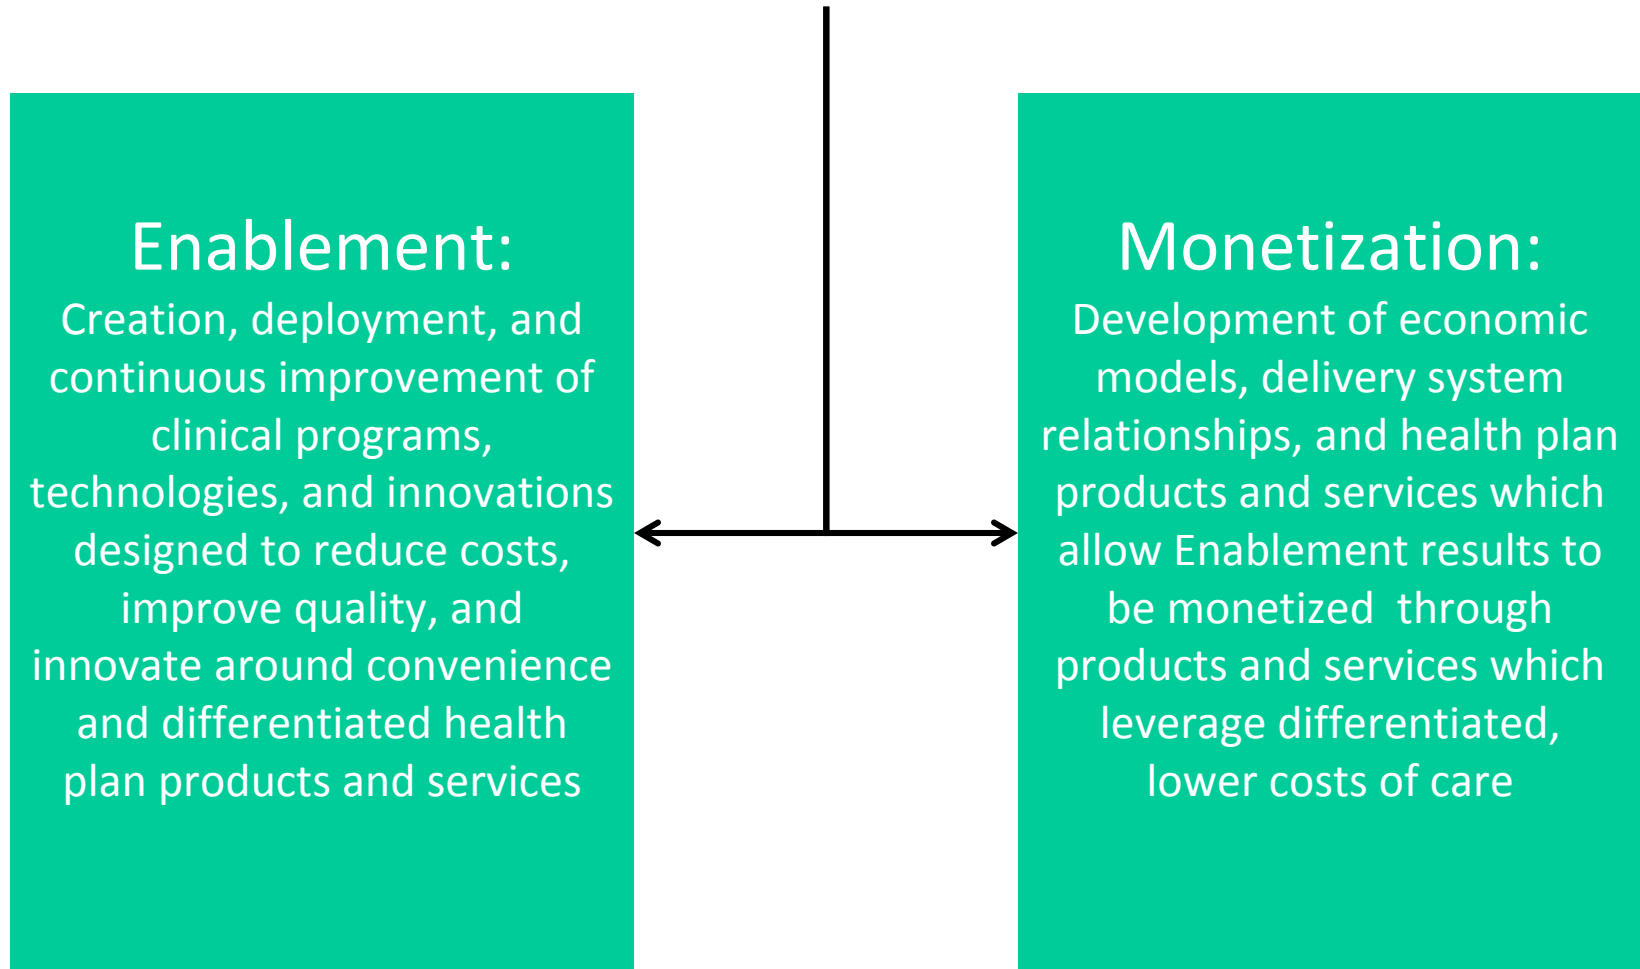 Enablement:
Creation, deployment, and
continuous improvement of
clinical programs,
technologies, and innovations
designed to reduce costs,
improve quality, and
innovate around convenience
and differentiated health
plan products and services
Monetization:
Development of economic
models, delivery system
relationships, and health plan
products and services which
allow Enablement results to
be monetized  through
products and services which
leverage differentiated,
lower costs of care